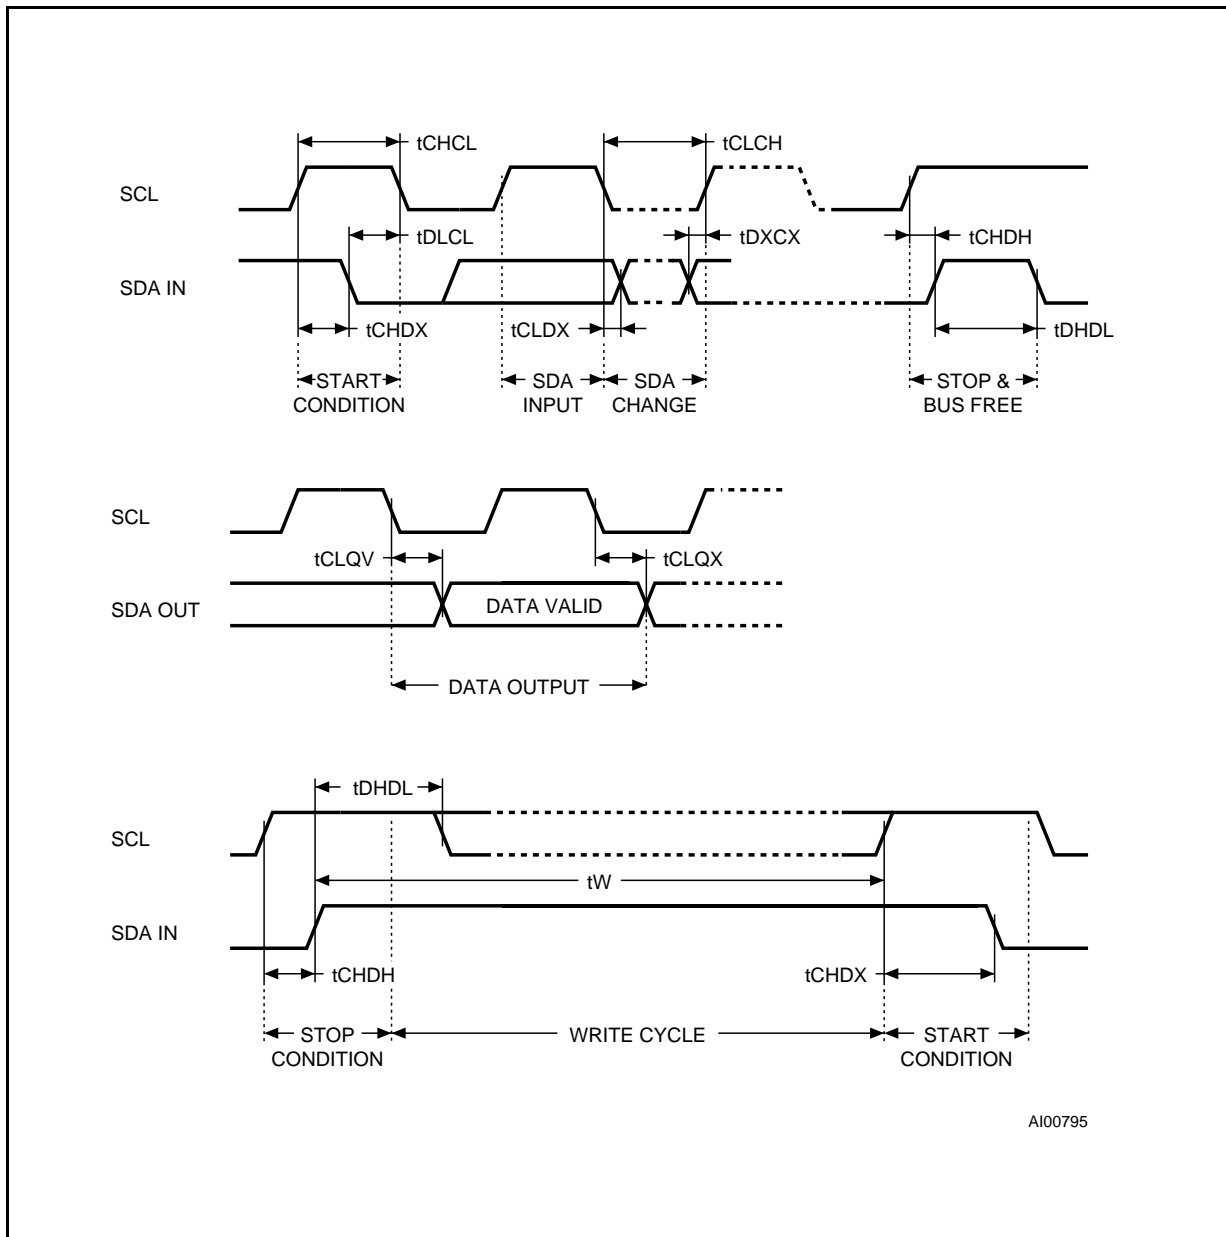 tCHCL
tCLCH
SCL
tDLCL
tDXCX
tCHDH
SDA IN
tCHDX
tCLDX
tDHDL
START
CONDITION
SDA
INPUT
SDA
CHANGE
STOP &
BUS FREE
SCL
tCLQV
tCLQX
SDA OUT
DATA VALID
DATA OUTPUT
tDHDL
SCL
tW
SDA IN
tCHDH
tCHDX
STOP
CONDITION
WRITE CYCLE
START
CONDITION
AI00795